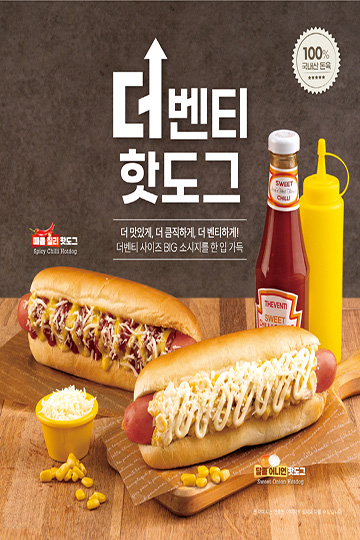 100%
국내산 돈육
★★★★★
더벤티
핫도그
더 맛있게, 더 큼직하게, 더 벤티하게!
더벤티 사이즈 BIG 소시지를 한 입 가득
매콤 칠리 핫도그
Spicy Chili Hotdog
SWEET
CHILLI
THEVENTI
SWEET
달콤 어니언 핫도그
Sweet Onion Hotdog